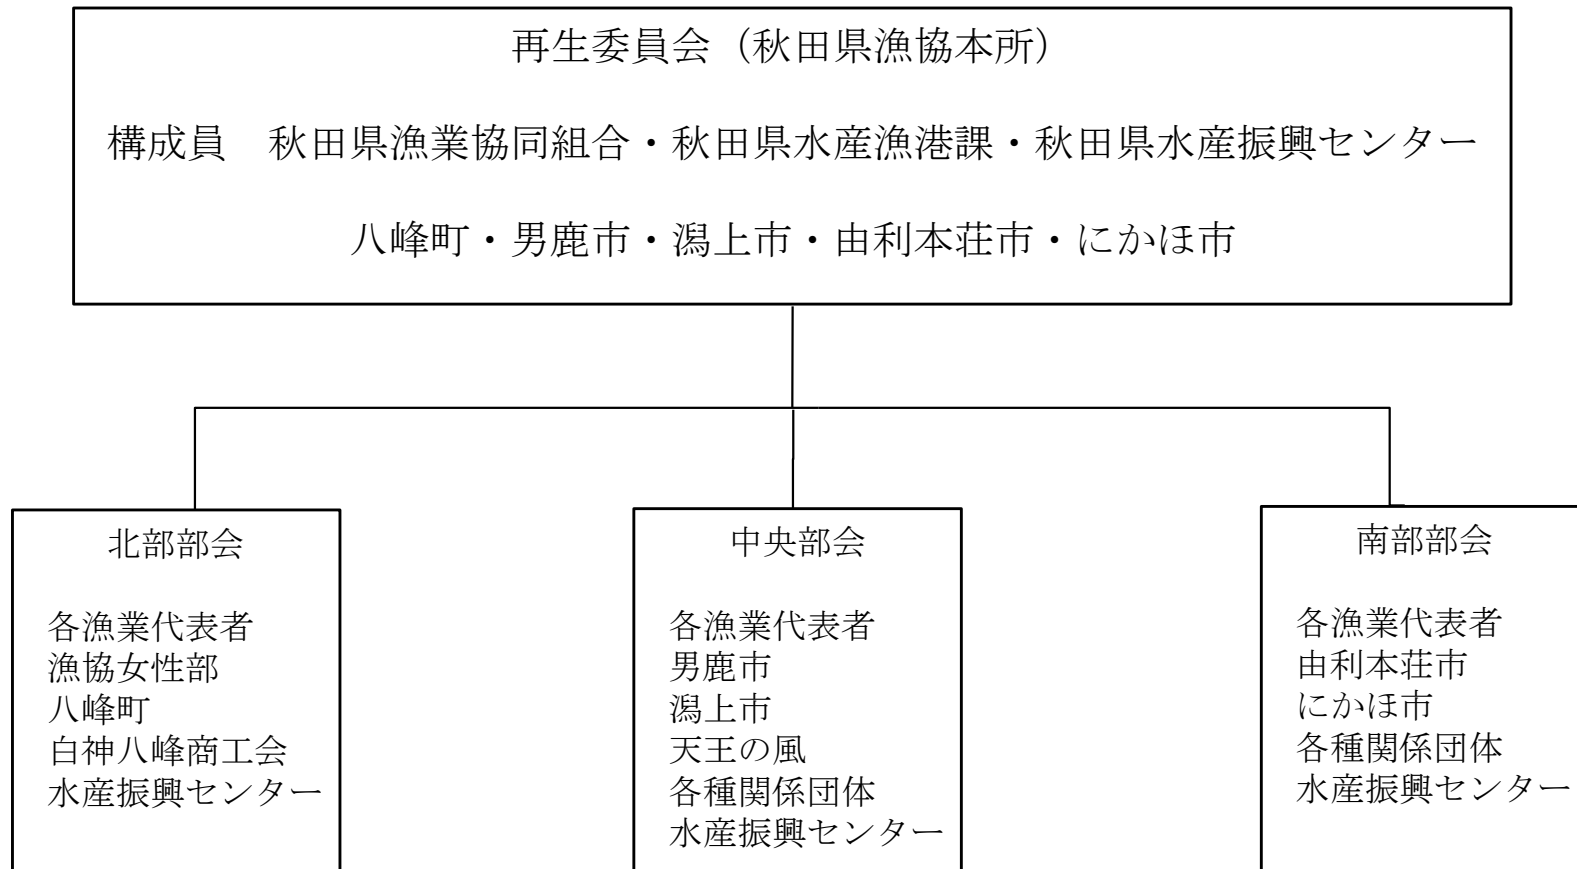 再生委員会（秋田県漁協本所）
構成員　秋田県漁業協同組合・秋田県水産漁港課・秋田県水産振興センター
八峰町・男鹿市・潟上市・由利本荘市・にかほ市
北部部会
各漁業代表者
漁協女性部
八峰町
白神八峰商工会
水産振興センター
中央部会
各漁業代表者
男鹿市
潟上市
天王の風
各種関係団体
水産振興センター
南部部会
各漁業代表者
由利本荘市
にかほ市
各種関係団体
水産振興センター